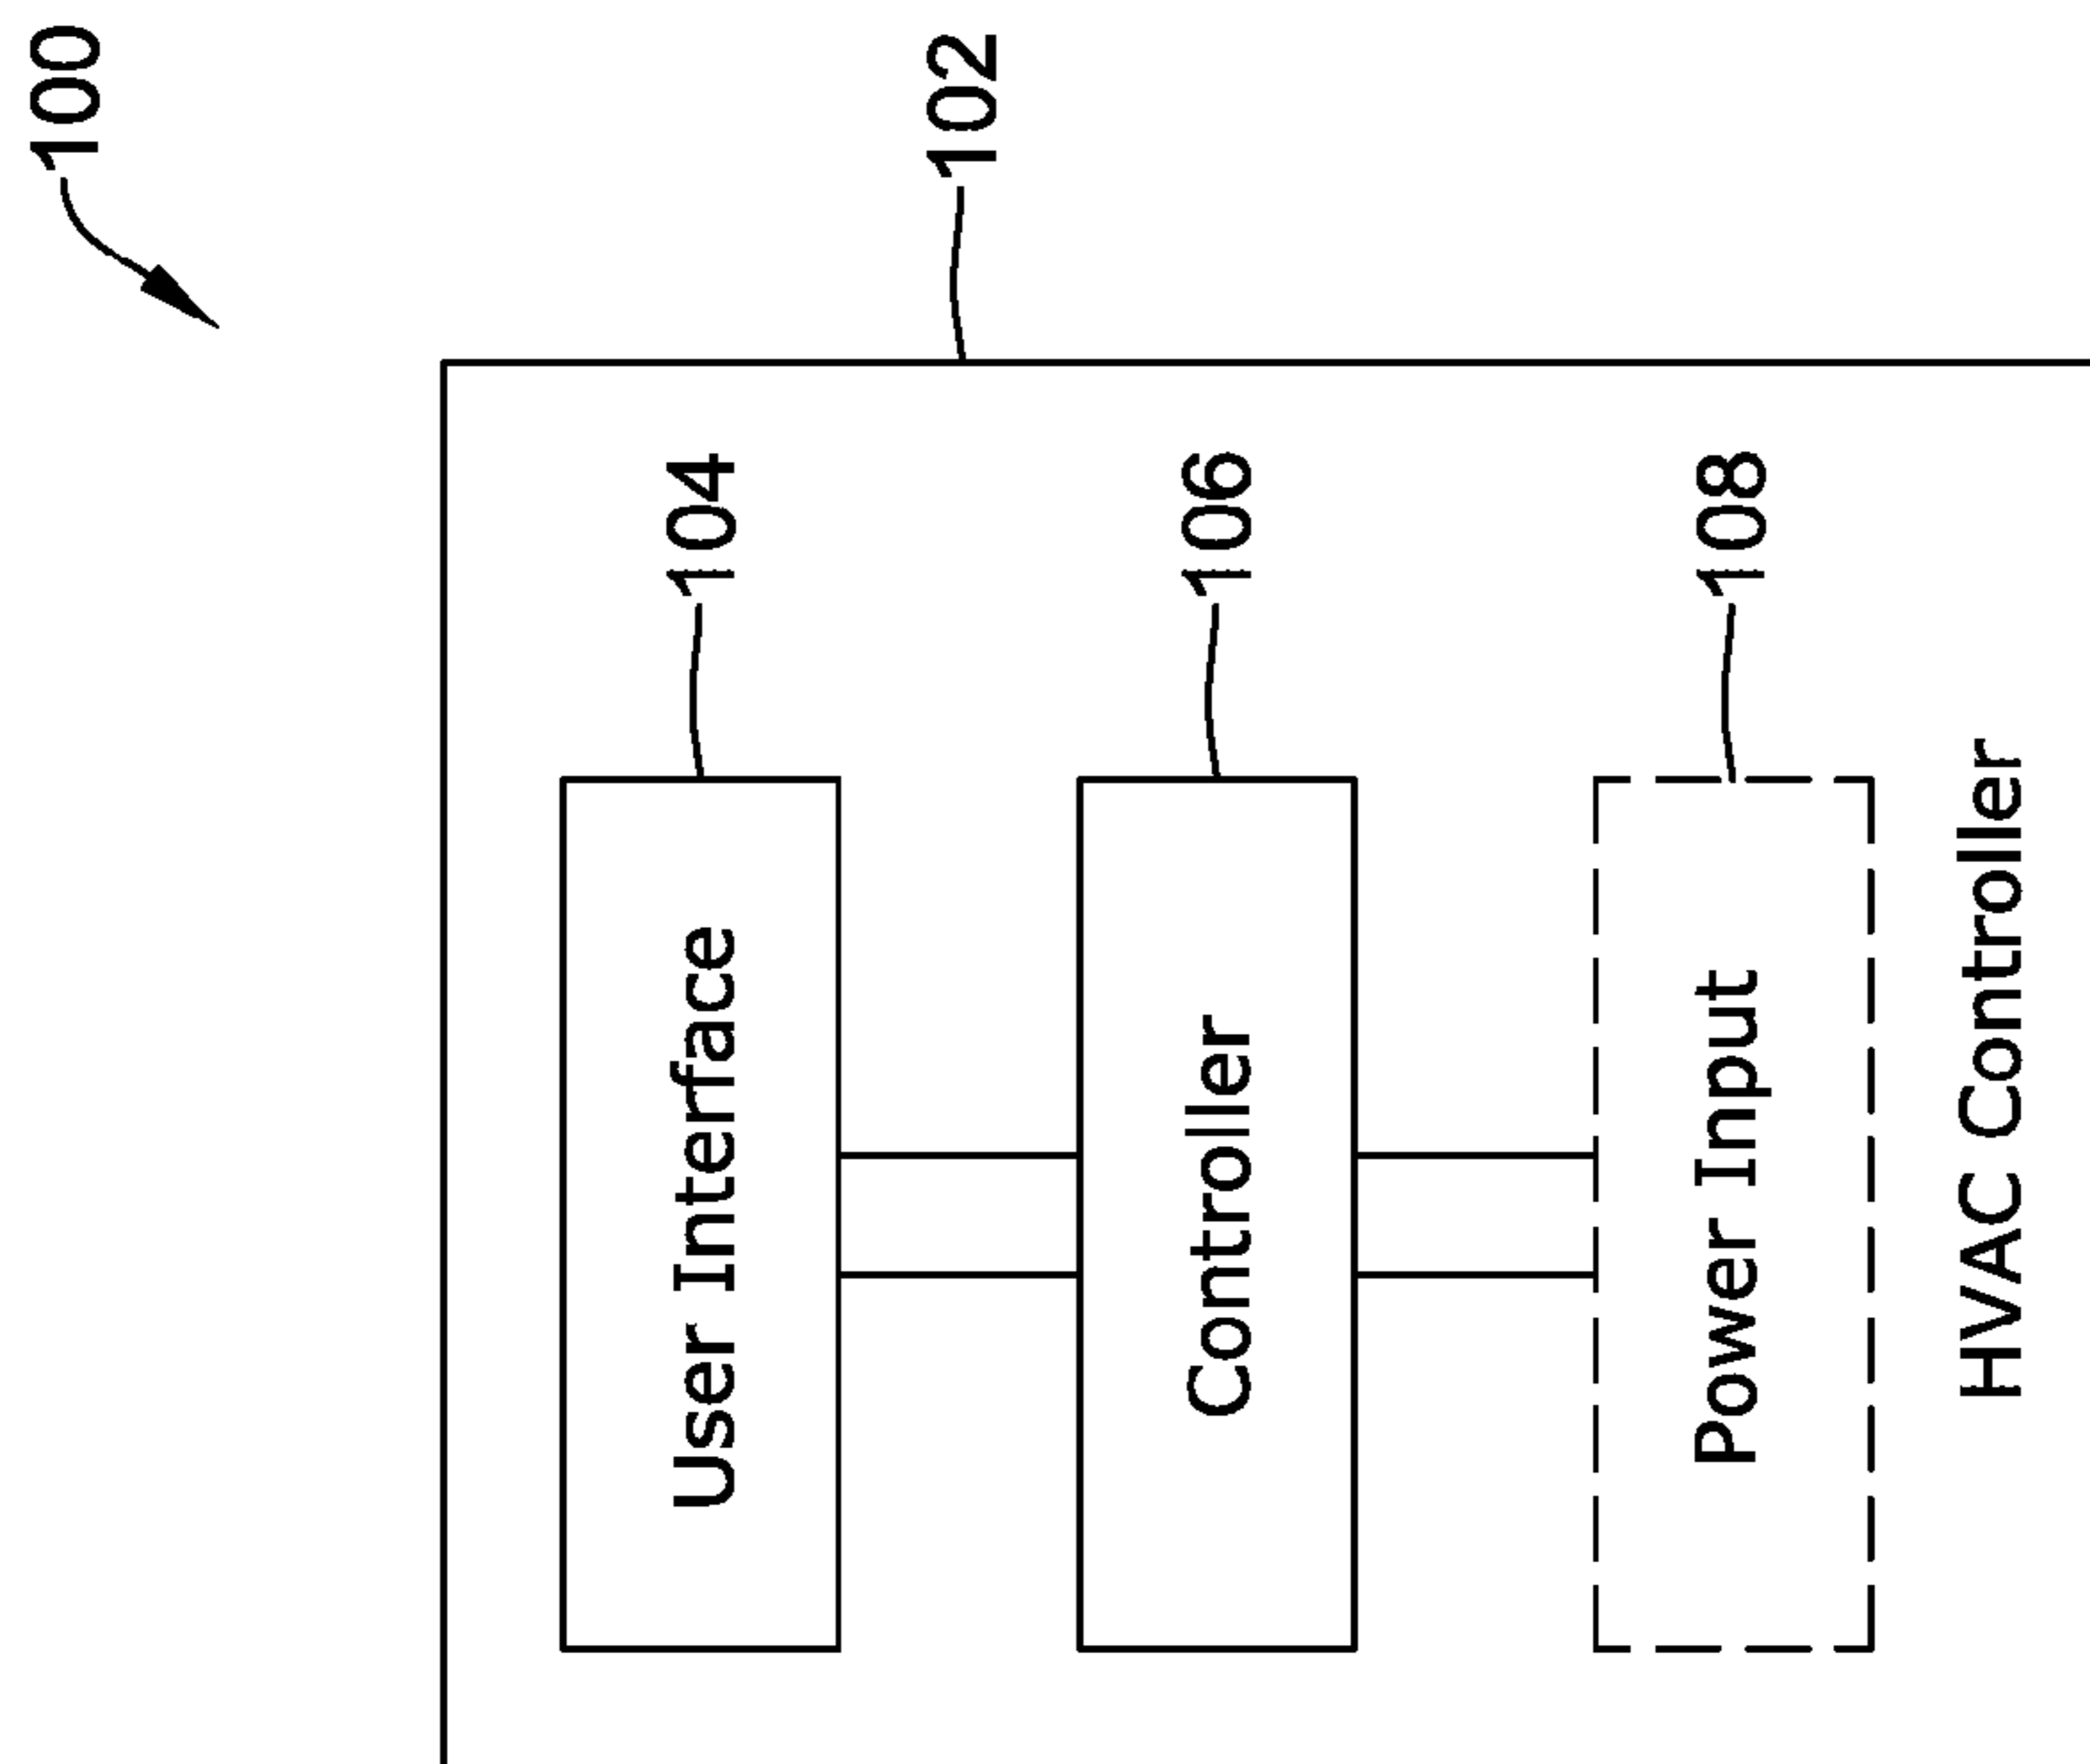 100
102
104
User Interface
106
Controller
108
Power Input
HVAC Controller